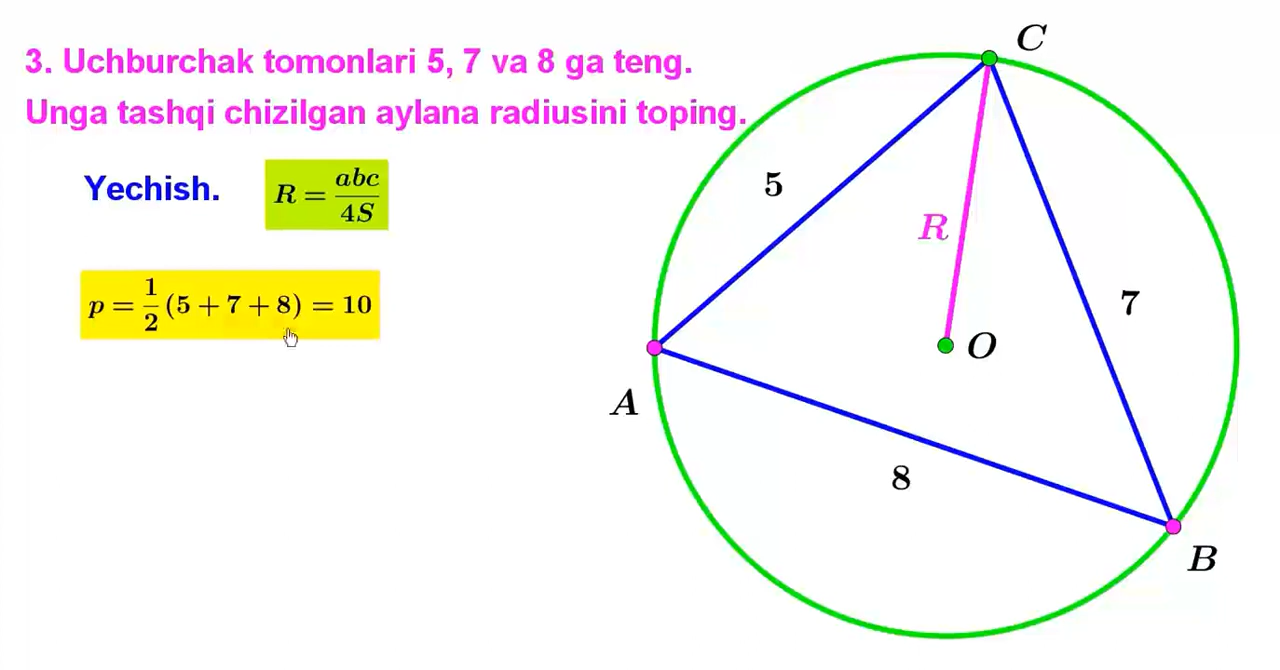 3. Uchburchak tomonlari 5, 7 va 8 ga teng.
Unga tashqi chizilgan aylana radiusini toping.
Yechish. R = abc/4S
p = 1/2 (5 + 7 + 8) = 10
C
5
R
7
O
A
8
B